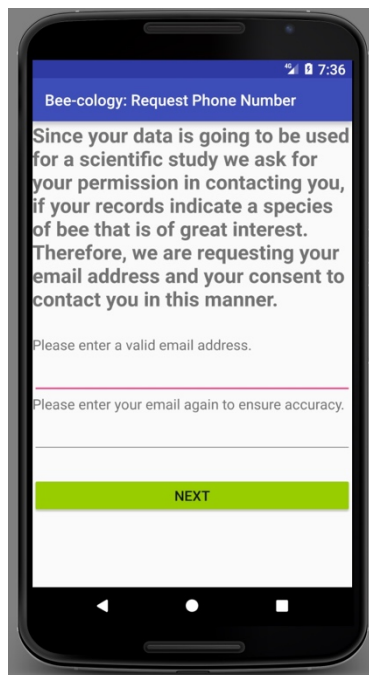 4G 7:36
Bee-cology: Request Phone Number
Since your data is going to be used
for a scientific study we ask for
your permission in contacting you,
if your records indicate a species
of bee that is of great interest.
Therefore, we are requesting your
email address and your consent to
contact you in this manner.
Please enter a valid email address.
Please enter your email again to ensure accuracy.
NEXT